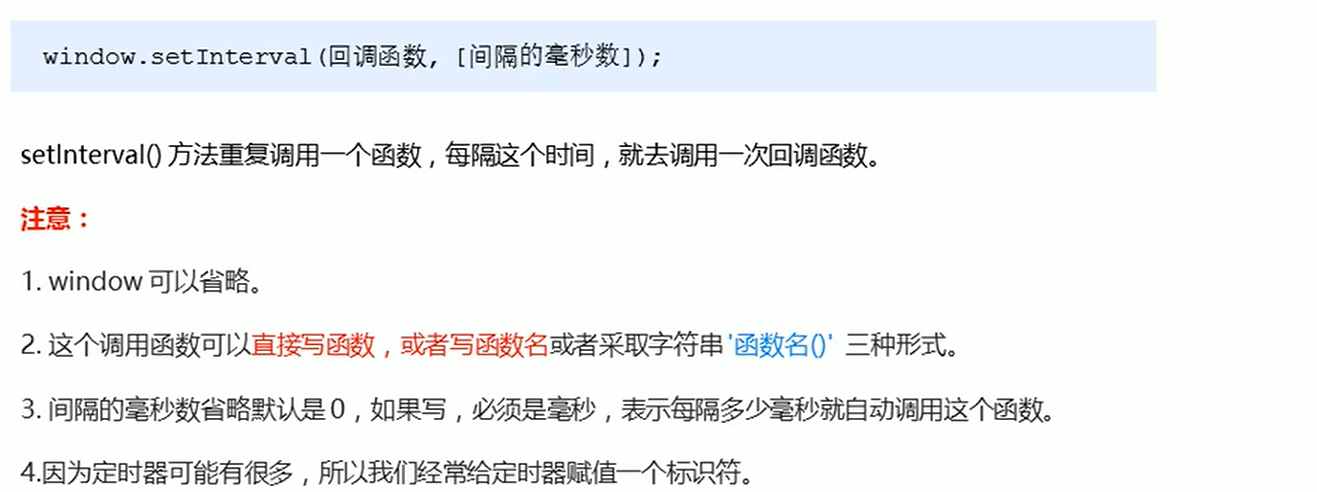 window.setInterval(回调函数, [间隔的毫秒数]);
setInterval() 方法重复调用一个函数，每隔这个时间，就去调用一次回调函数。
注意：
1. window 可以省略。
2. 这个调用函数可以直接写函数，或者写函数名或者采取字符串 '函数名()' 三种形式。
3. 间隔的毫秒数省略默认是 0，如果写，必须是毫秒，表示每隔多少毫秒就自动调用这个函数。
4.因为定时器可能有很多，所以我们经常给定时器赋值一个标识符。